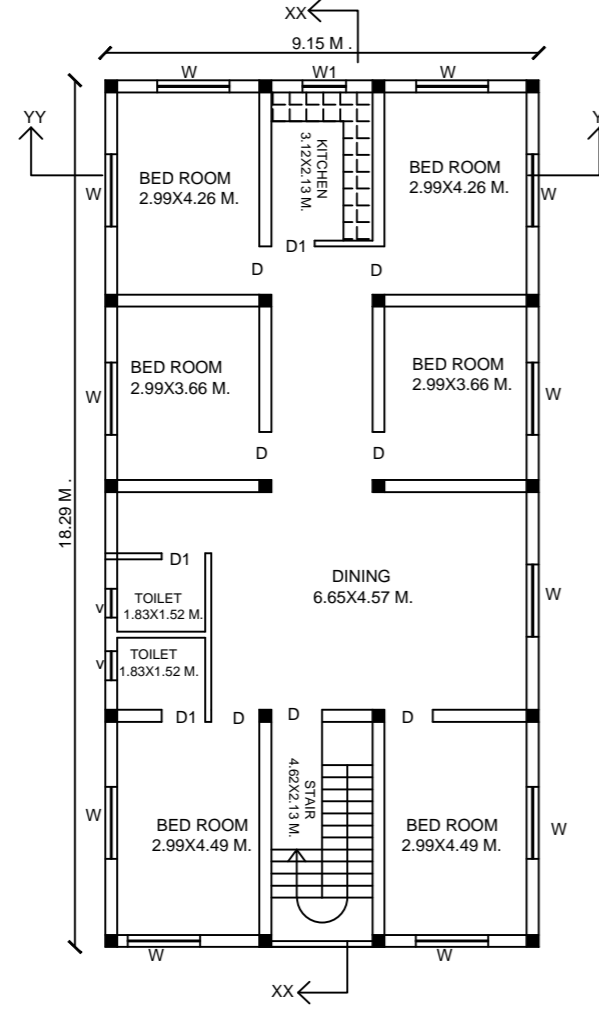 XX
9.15 M .
W
W1
W
YY
Y
BED ROOM
2.99X4.26 M.
KITCHEN
3.12X2.13 M.
BED ROOM
2.99X4.26 M.
W
W
D1
D
D
BED ROOM
2.99X3.66 M.
BED ROOM
2.99X3.66 M.
W
W
D
D
18.29 M .
D1
DINING
6.65X4.57 M.
TOILET
1.83X1.52 M.
v
W
TOILET
1.83X1.52 M.
v
D1
D
D
D
STAIR
4.62X2.13 M.
BED ROOM
2.99X4.49 M.
BED ROOM
2.99X4.49 M.
W
W
W
W
XX